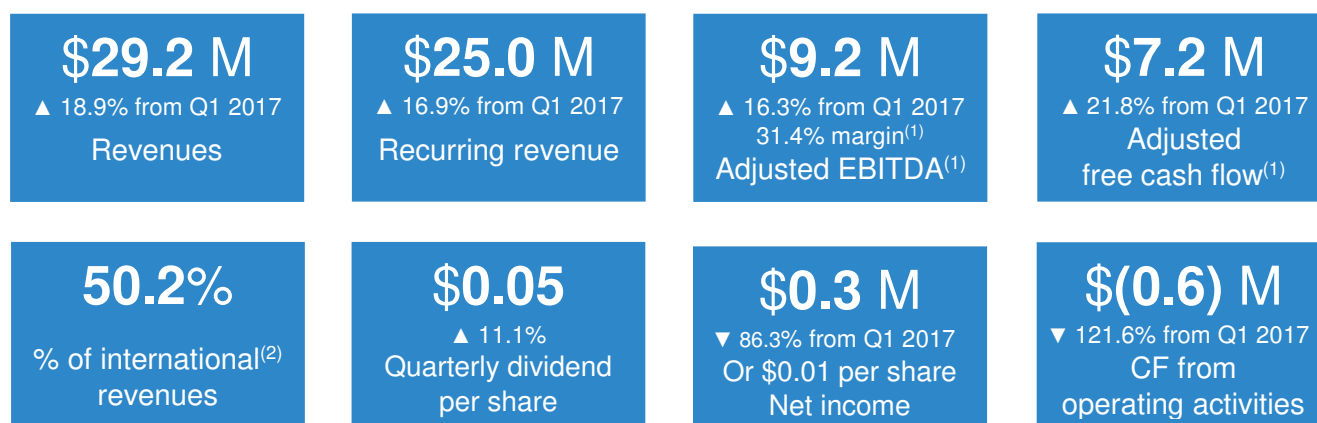 $29.2 M
▲ 18.9% from Q1 2017
Revenues
$25.0 M
▲ 16.9% from Q1 2017
Recurring revenue
$9.2 M
▲ 16.3% from Q1 2017
31.4% margin(1)
Adjusted EBITDA(1)
$7.2 M
▲ 21.8% from Q1 2017
Adjusted
free cash flow(1)
50.2%
% of international(2)
revenues
$0.05
▲ 11.1%
Quarterly dividend
per share
$0.3 M
▼ 86.3% from Q1 2017
Or $0.01 per share
Net income
$(0.6) M
▼ 121.6% from Q1 2017
CF from
operating activities